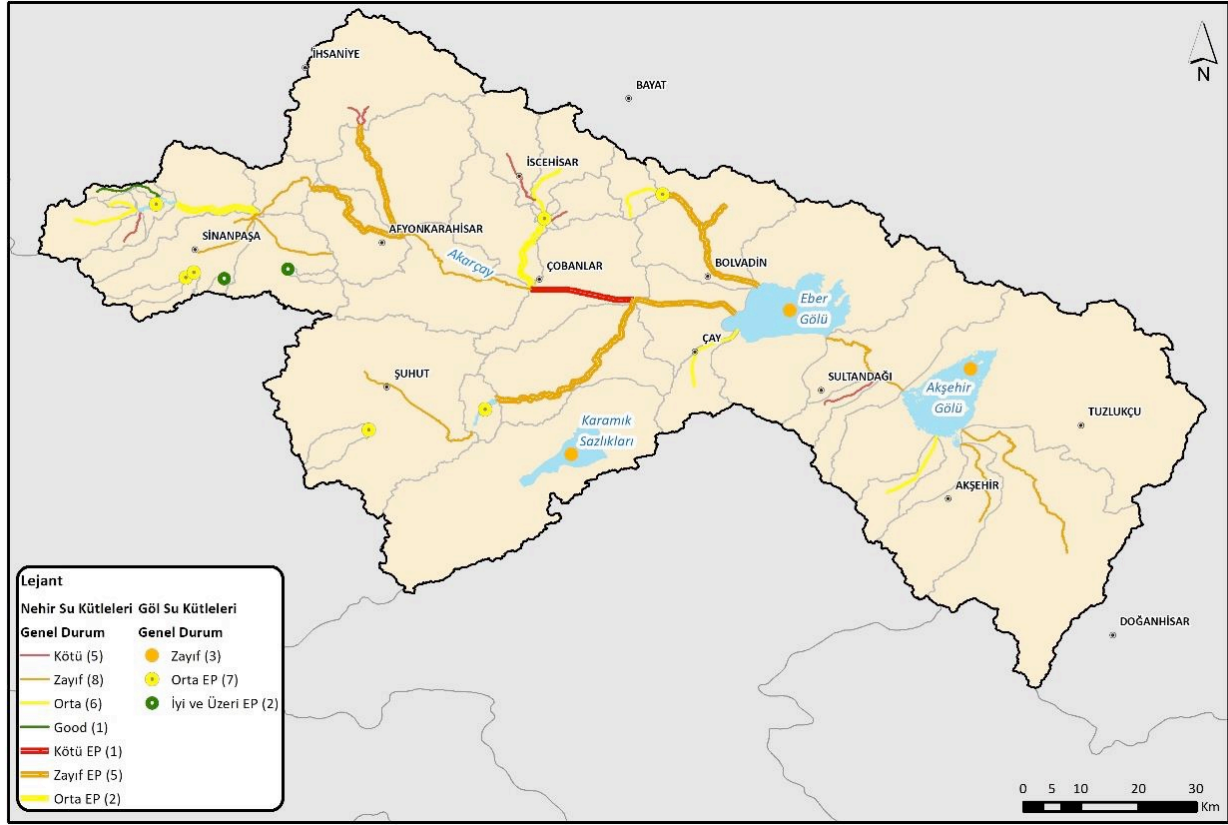 N
İHSANİYE
BAYAT
İSCEHİSAR
SİNANPAŞA
AFYONKARAHİSAR
Akarçay
ÇOBANLAR
BOLVADİN
Eber
Gölü
ÇAY
ŞUHUT
SULTANDAĞI
Akşehir
Gölü
TUZLUKÇU
Karamık
Sazlıkları
AKŞEHİR
DOĞANHİSAR
Lejant
Nehir Su Kütleleri Göl Su Kütleleri
Genel Durum Genel Durum
Kötü (5) Zayıf (3)
Zayıf (8) Orta EP (7)
Orta (6) İyi ve Üzeri EP (2)
Good (1)
Kötü EP (1)
Zayıf EP (5)
Orta EP (2)
0 5 10 20 30
Km